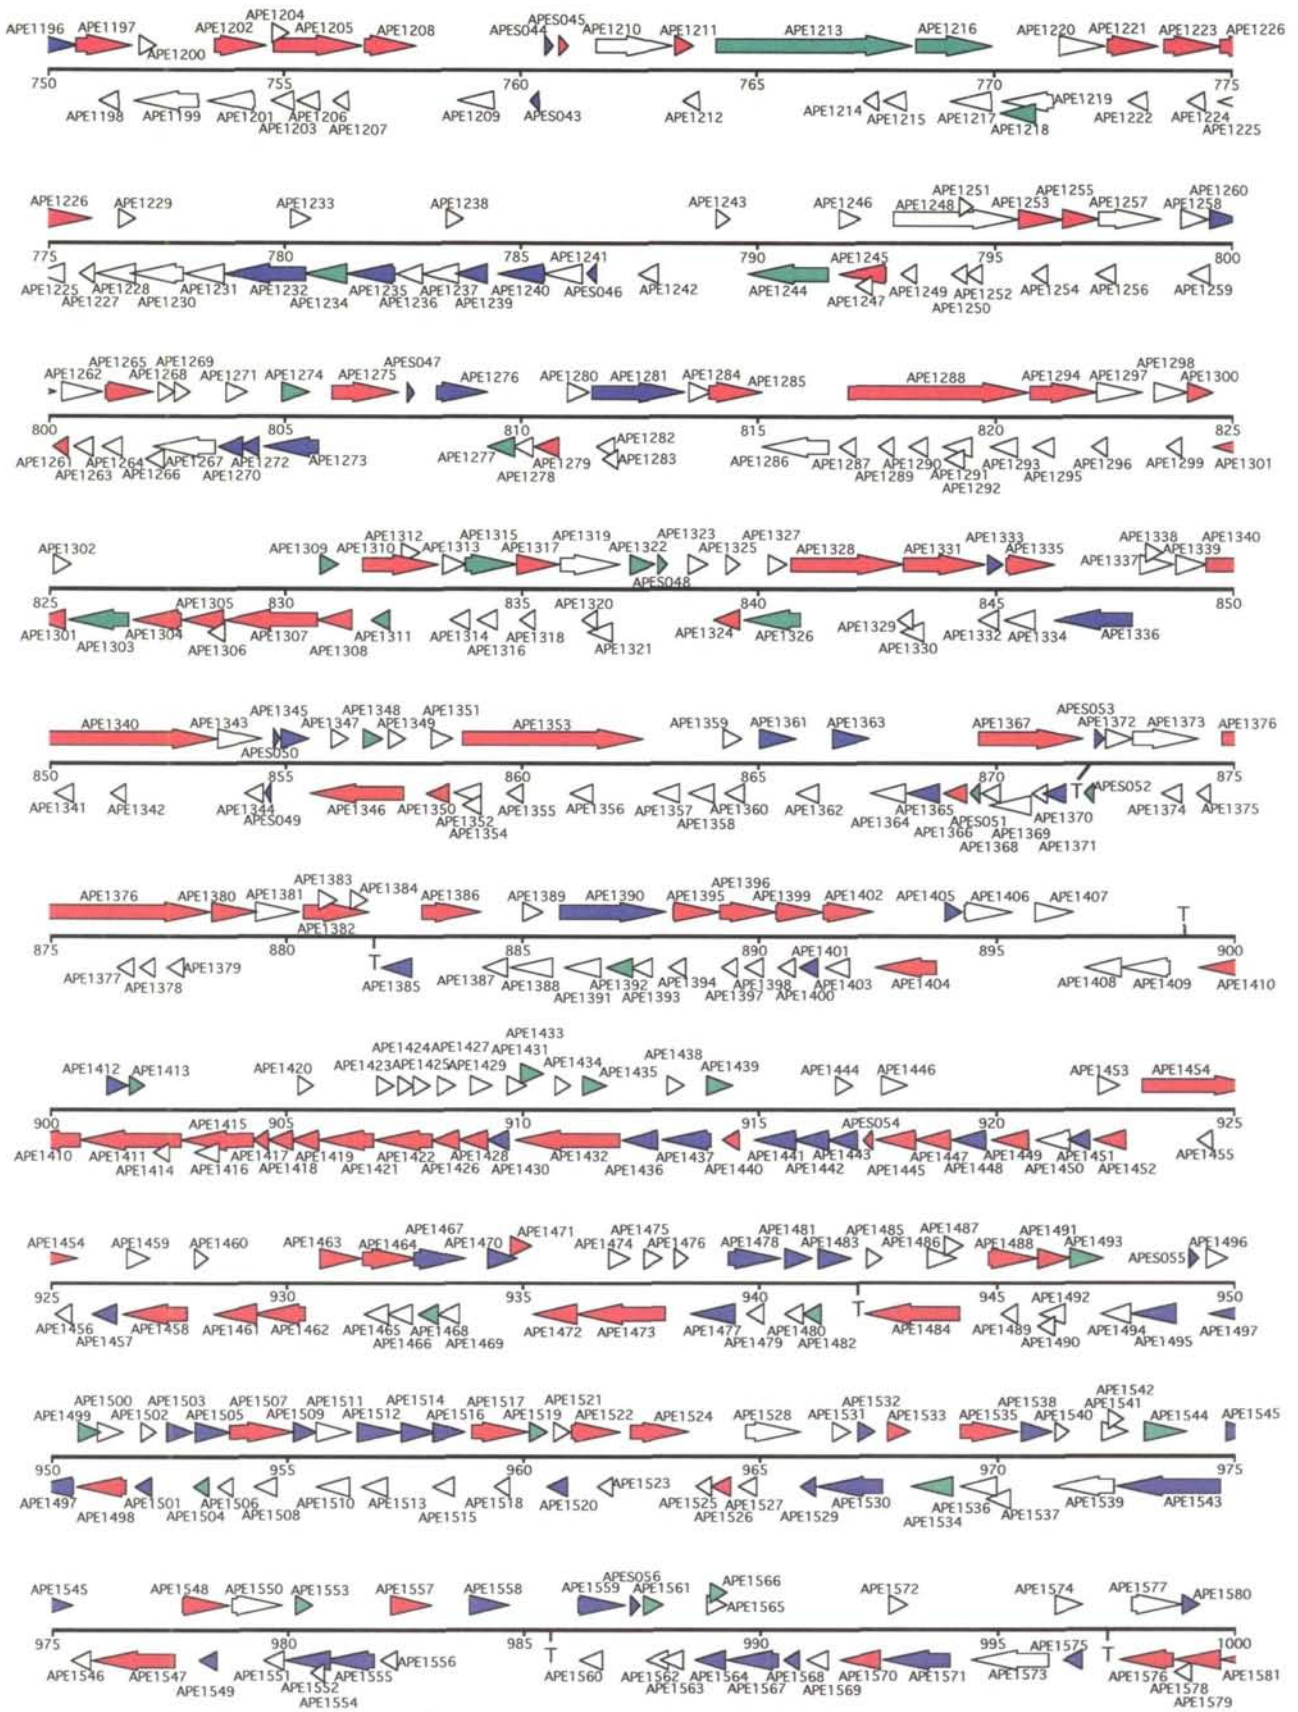 APE1204
APE1196 APE1197 APE1202 APE1205 APE1208 APES044 APES045 APE1210 APE1211 APE1213 APE1216 APE1220 APE1221 APE1223 APE1226
APE1200
750 755 760 765 770 775
APE1198 APE1199 APE1201 APE1206 APE1209 APES043 APE1212 APE1214 APE1215 APE1217 APE1219 APE1222 APE1224
APE1203 APE1207 APE1218 APE1225
APE1226 APE1229 APE1233 APE1238 APE1243 APE1246 APE1248 APE1251 APE1253 APE1255 APE1257 APE1258 APE1260
775 780 785 790 795 800
APE1225 APE1228 APE1231 APE1232 APE1235 APE1237 APE1240 APE1241 APES046 APE1242 APE1244 APE1245 APE1249 APE1252 APE1254 APE1256 APE1259
APE1227 APE1230 APE1234 APE1236 APE1239 APE1247 APE1250
APE1262 APE1265 APE1268 APE1269 APE1271 APE1274 APE1275 APES047 APE1276 APE1280 APE1281 APE1284 APE1285 APE1288 APE1294 APE1297 APE1298 APE1300
800 805 810 815 820 825
APE1261 APE1264 APE1267 APE1272 APE1273 APE1277 APE1279 APE1282 APE1283 APE1286 APE1287 APE1290 APE1293 APE1296 APE1299 APE1301
APE1263 APE1266 APE1270 APE1278 APE1289 APE1291 APE1292 APE1295
APE1302 APE1309 APE1310 APE1312 APE1313 APE1315 APE1317 APE1319 APE1322 APE1323 APE1325 APE1327 APE1328 APE1331 APE1333 APE1335 APE1337 APE1338 APE1339 APE1340
APES048
825 830 835 840 845 850
APE1301 APE1304 APE1305 APE1307 APE1311 APE1314 APE1318 APE1320 APE1324 APE1326 APE1329 APE1332 APE1334 APE1336
APE1303 APE1306 APE1308 APE1316 APE1321 APE1330
APE1340 APE1343 APE1345 APE1347 APE1348 APE1349 APE1351 APE1353 APE1359 APE1361 APE1363 APE1367 APES053 APE1372 APE1373 APE1376
APES050
850 855 860 865 870 875
T
APE1341 APE1342 APE1344 APE1346 APE1350 APE1355 APE1356 APE1357 APE1360 APE1362 APE1365 APES051 APE1370 APES052 APE1374 APE1375
APES049 APE1352 APE1354 APE1358 APE1364 APE1366 APE1368 APE1369 APE1371
APE1376 APE1380 APE1381 APE1383 APE1384 APE1386 APE1389 APE1390 APE1395 APE1396 APE1399 APE1402 APE1405 APE1406 APE1407 T
APE1382
875 880 885 890 895 900
T
APE1377 APE1379 APE1385 APE1387 APE1392 APE1394 APE1398 APE1401 APE1403 APE1404 APE1408 APE1409 APE1410
APE1378 APE1388 APE1391 APE1393 APE1397 APE1400
APE1433
APE1424 APE1427 APE1431 APE1438
APE1412 APE1413 APE1420 APE1423 APE1425 APE1429 APE1434 APE1435 APE1439 APE1444 APE1446 APE1453 APE1454
900 905 910 915 920 925
APE1410 APE1411 APE1415 APE1417 APE1419 APE1422 APE1428 APE1432 APE1437 APE1441 APE1443 APES054 APE1447 APE1449 APE1451 APE1455
APE1414 APE1416 APE1418 APE1421 APE1426 APE1430 APE1436 APE1440 APE1442 APE1445 APE1448 APE1450 APE1452
APE1454 APE1459 APE1460 APE1463 APE1464 APE1467 APE1470 APE1471 APE1474 APE1475 APE1476 APE1478 APE1481 APE1483 APE1485 APE1486 APE1487 APE1488 APE1491 APE1493 APES055 APE1496
925 930 935 940 945 950
T
APE1456 APE1458 APE1461 APE1462 APE1465 APE1468 APE1472 APE1473 APE1477 APE1480 APE1484 APE1489 APE1492 APE1494 APE1495 APE1497
APE1457 APE1466 APE1469 APE1479 APE1482 APE1490
APE1499 APE1500 APE1502 APE1503 APE1505 APE1507 APE1509 APE1511 APE1512 APE1514 APE1516 APE1517 APE1519 APE1521 APE1522 APE1524 APE1528 APE1531 APE1532 APE1533 APE1535 APE1538 APE1540 APE1541 APE1542 APE1544 APE1545
950 955 960 965 970 975
APE1497 APE1501 APE1506 APE1510 APE1513 APE1518 APE1520 APE1523 APE1525 APE1527 APE1530 APE1536 APE1539 APE1543
APE1498 APE1504 APE1508 APE1515 APE1526 APE1529 APE1534 APE1537
APE1545 APE1548 APE1550 APE1553 APE1557 APE1558 APE1559 APES056 APE1561 APE1566 APE1565 APE1572 APE1574 APE1577 APE1580
975 980 985 990 995 1000
T T
APE1546 APE1547 APE1551 APE1555 APE1556 APE1560 APE1562 APE1564 APE1568 APE1570 APE1571 APE1573 APE1575 APE1576 APE1581
APE1549 APE1552 APE1554 APE1563 APE1567 APE1569 APE1578 APE1579